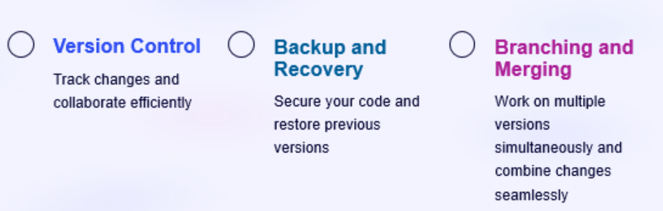 Version Control
Track changes and
collaborate efficiently
Backup and
Recovery
Secure your code and
restore previous
versions
Branching and
Merging
Work on multiple
versions
simultaneously and
combine changes
seamlessly